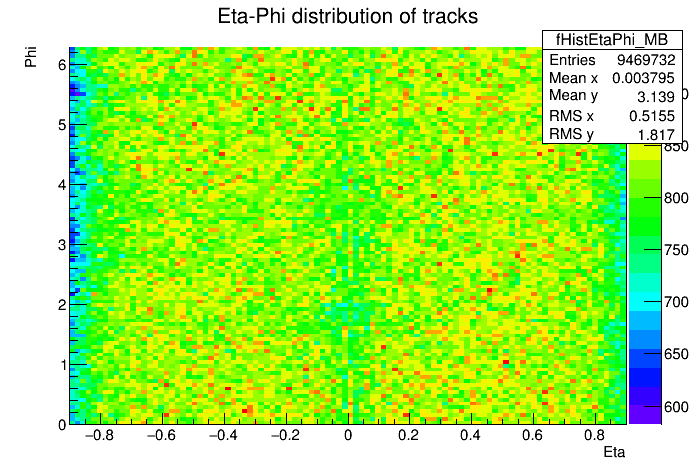 Eta-Phi distribution of tracks
fHistEtaPhi_MB
Entries 9469732
Mean x 0.003795
Mean y 3.139
RMS x 0.5155
RMS y 1.817
Phi
6
5
4
3
2
1
0
−0.8 −0.6 −0.4 −0.2 0 0.2 0.4 0.6 0.8
Eta
0
850
800
750
700
650
600